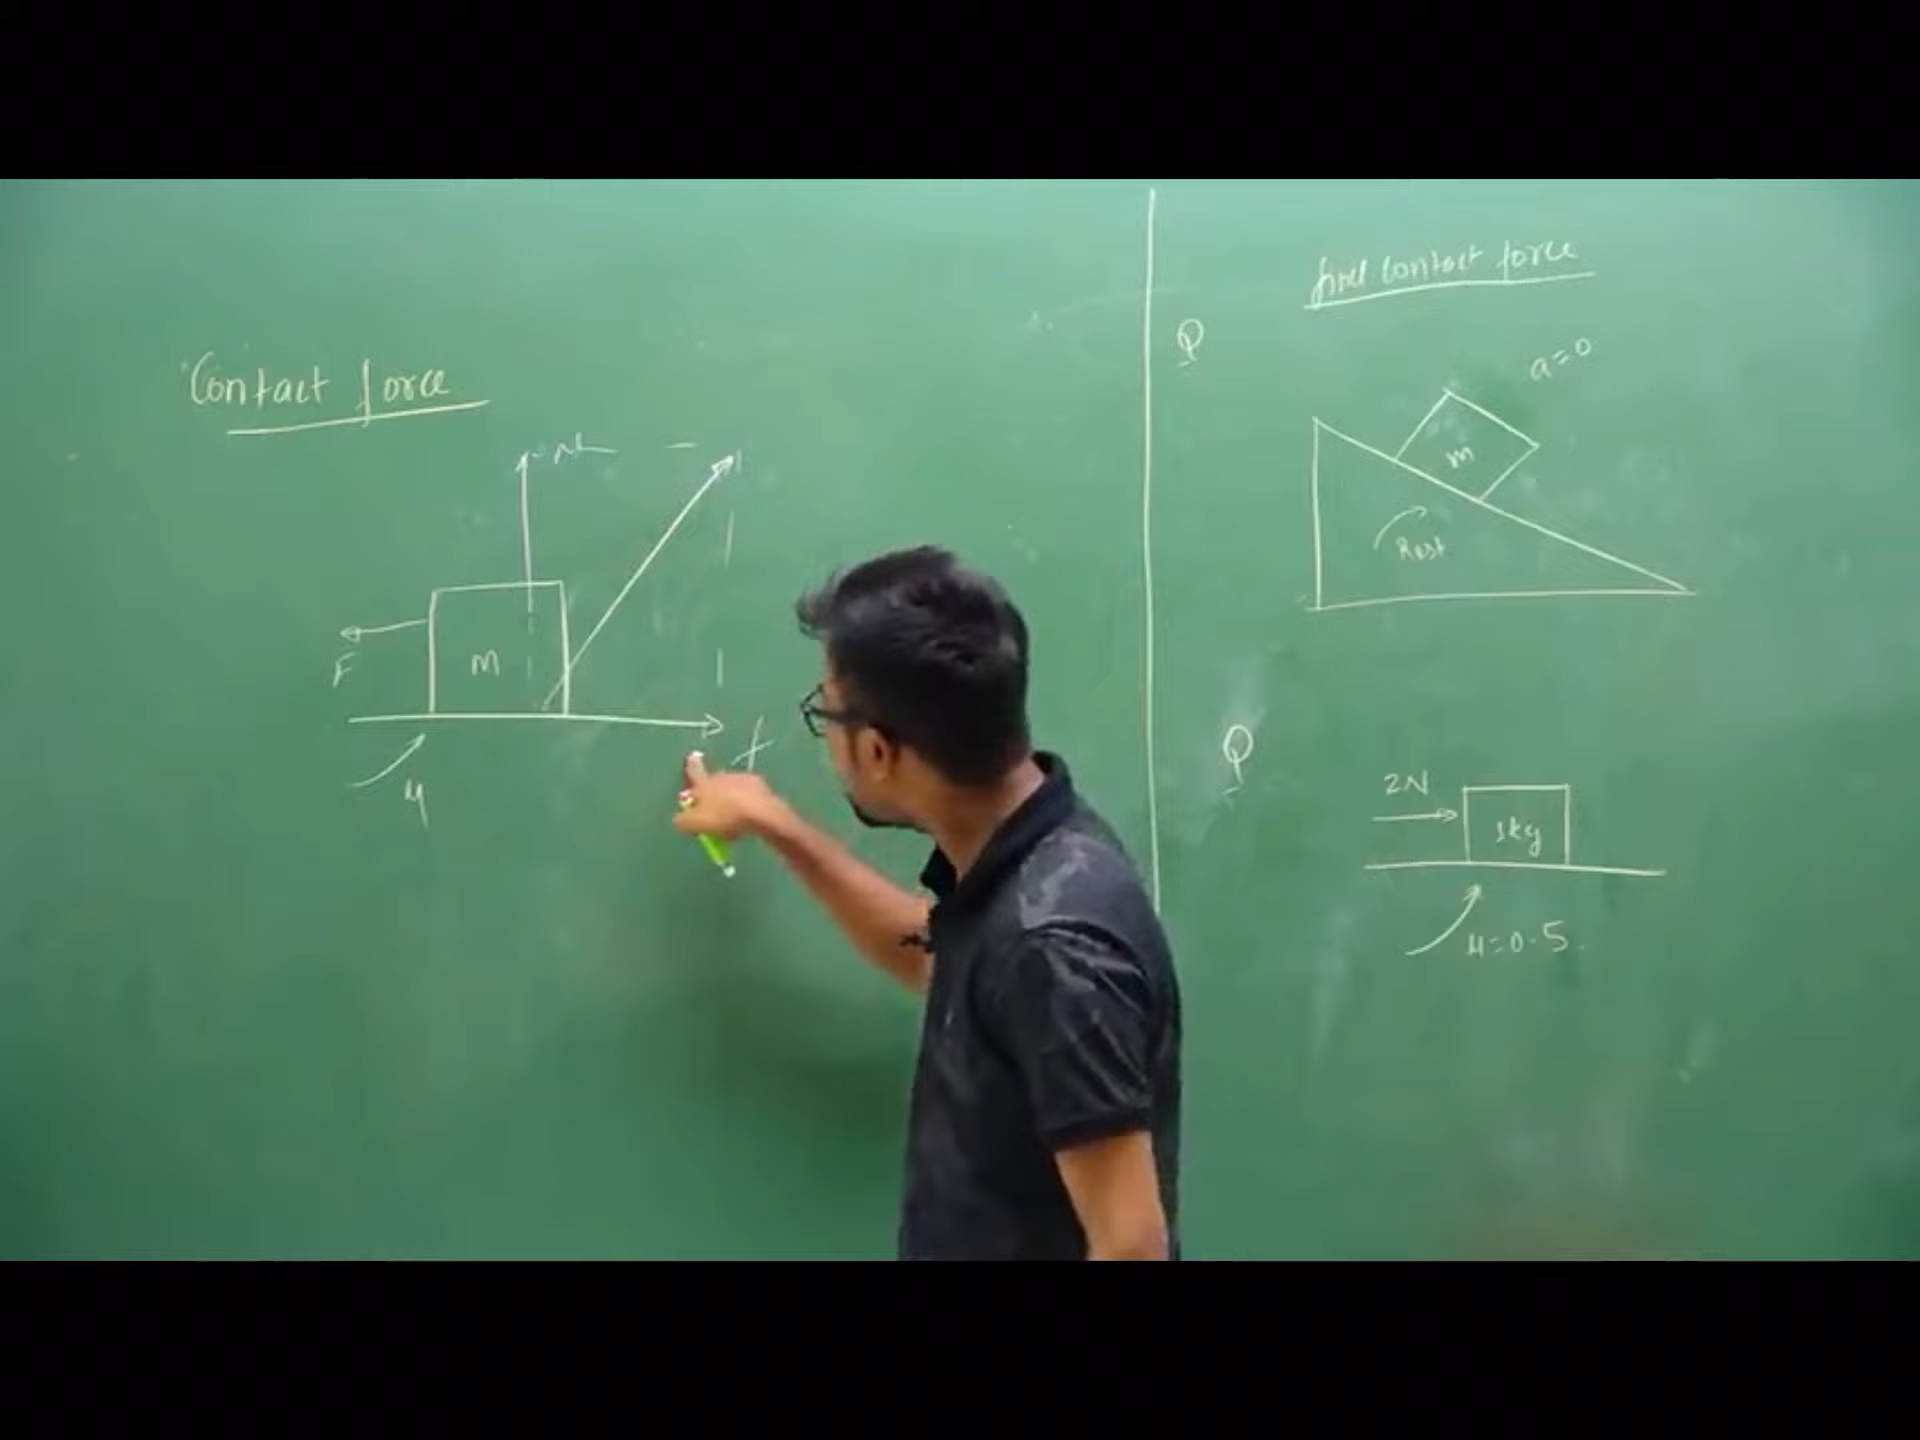 Contact force
F
m
f
μ
find contact force
Q
a=0
m
Rest
Q
2N
1kg
μ=0.5